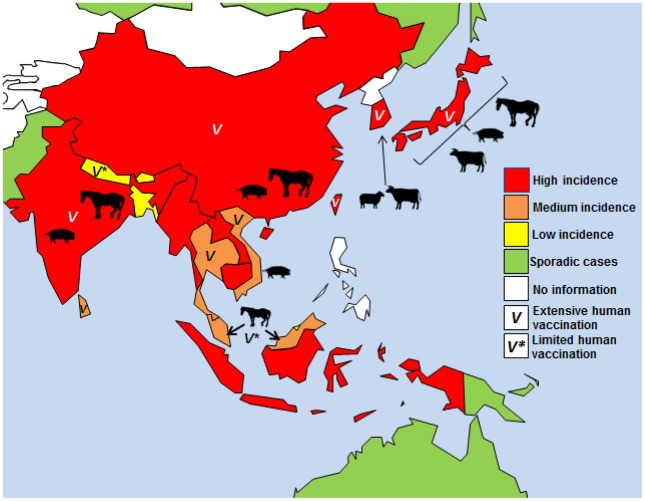 V
V
V
V*
V
V
V
V
V
V*
High incidence
Medium incidence
Low incidence
Sporadic cases
No information
V Extensive human
vaccination
V* Limited human
vaccination